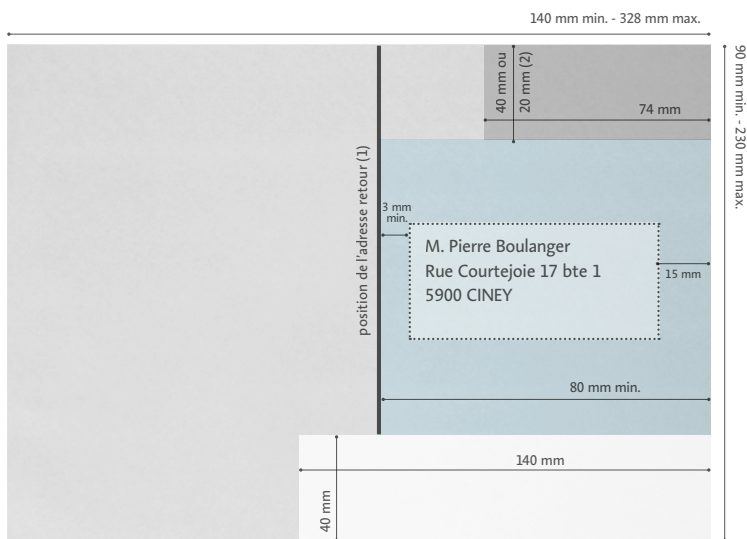 140 mm min. - 328 mm max.
90 mm min. - 230 mm max.
40 mm ou
20 mm (2)
74 mm
position de l'adresse retour (1)
3 mm
min.
M. Pierre Boulanger
Rue Courtejoie 17 bte 1
5900 CINEY
15 mm
80 mm min.
140 mm
40 mm